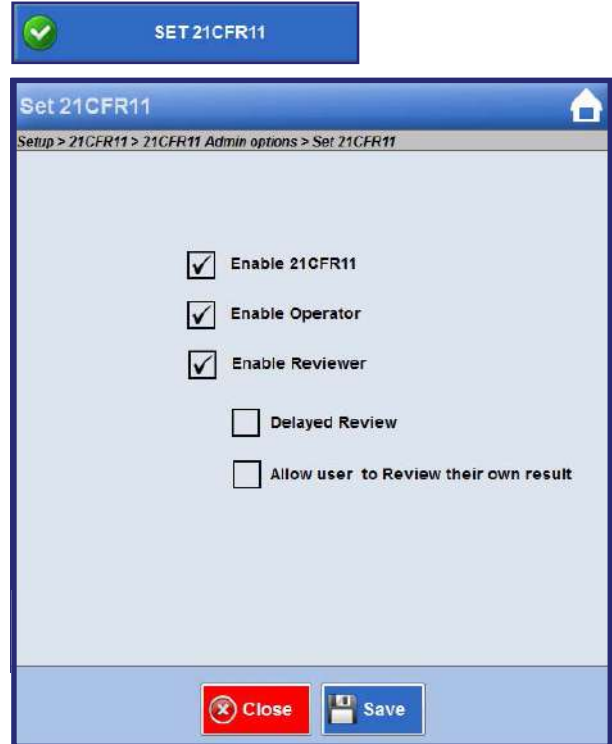 SET 21CFR11
Set 21CFR11
Setup > 21CFR11 > 21CFR11 Admin options > Set 21CFR11
Enable 21CFR11
Enable Operator
Enable Reviewer
Delayed Review
Allow user to Review their own result
Close
Save